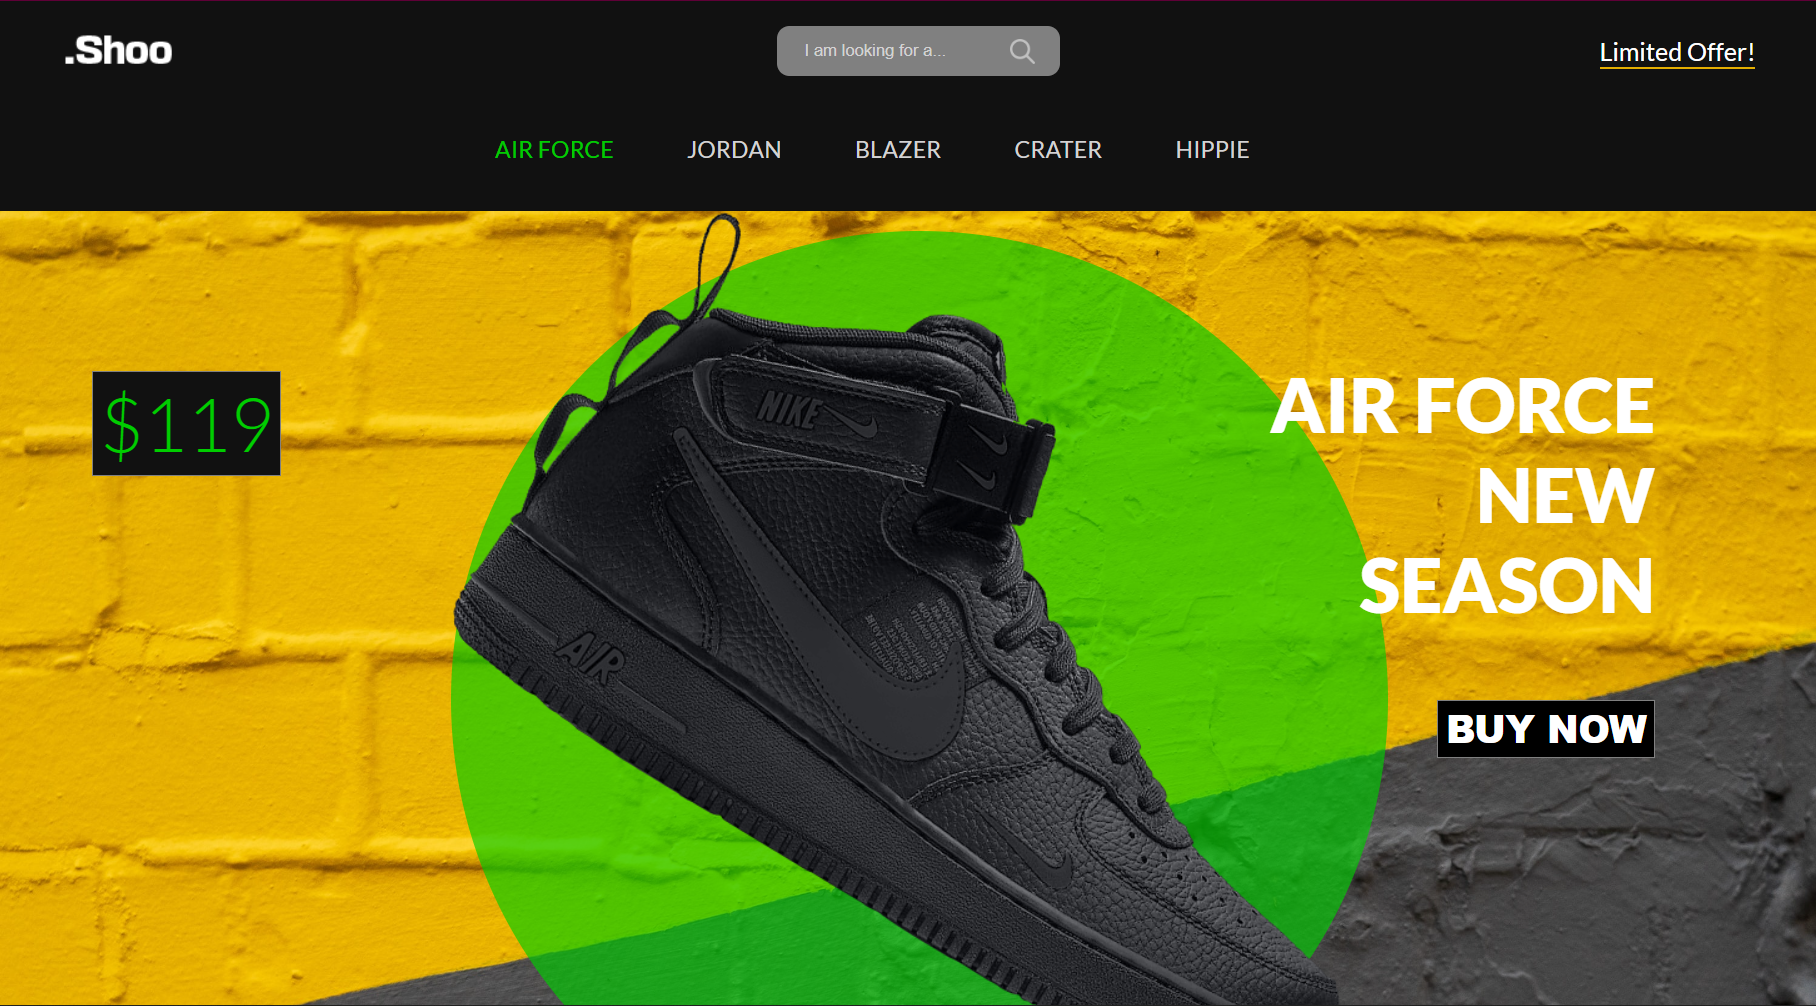 .Shoo
I am looking for a...
Limited Offer!
AIR FORCE
JORDAN
BLAZER
CRATER
HIPPIE
$119
NIKE
AIR
AIR FORCE
NEW
SEASON
BUY NOW